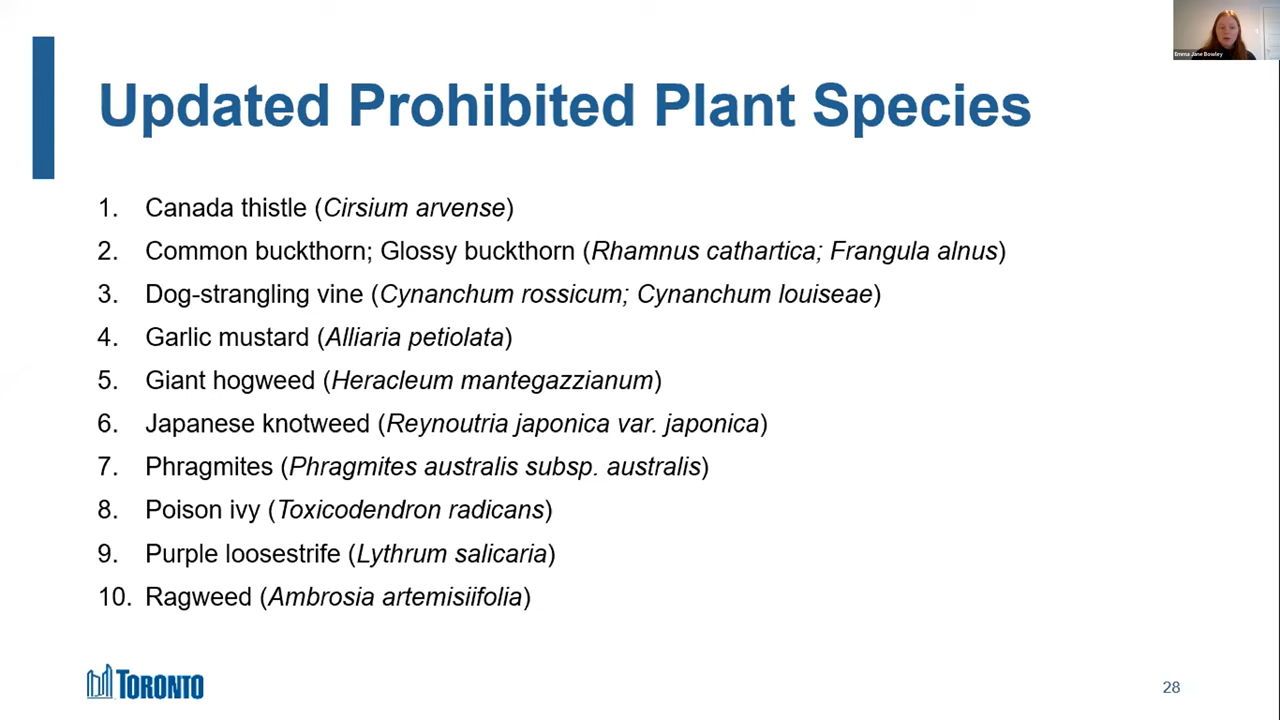 Emma Jane Bowley
Updated Prohibited Plant Species
1. Canada thistle (Cirsium arvense)
2. Common buckthorn; Glossy buckthorn (Rhamnus cathartica; Frangula alnus)
3. Dog-strangling vine (Cynanchum rossicum; Cynanchum louiseae)
4. Garlic mustard (Alliaria petiolata)
5. Giant hogweed (Heracleum mantegazzianum)
6. Japanese knotweed (Reynoutria japonica var. japonica)
7. Phragmites (Phragmites australis subsp. australis)
8. Poison ivy (Toxicodendron radicans)
9. Purple loosestrife (Lythrum salicaria)
10. Ragweed (Ambrosia artemisiifolia)
TORONTO
28